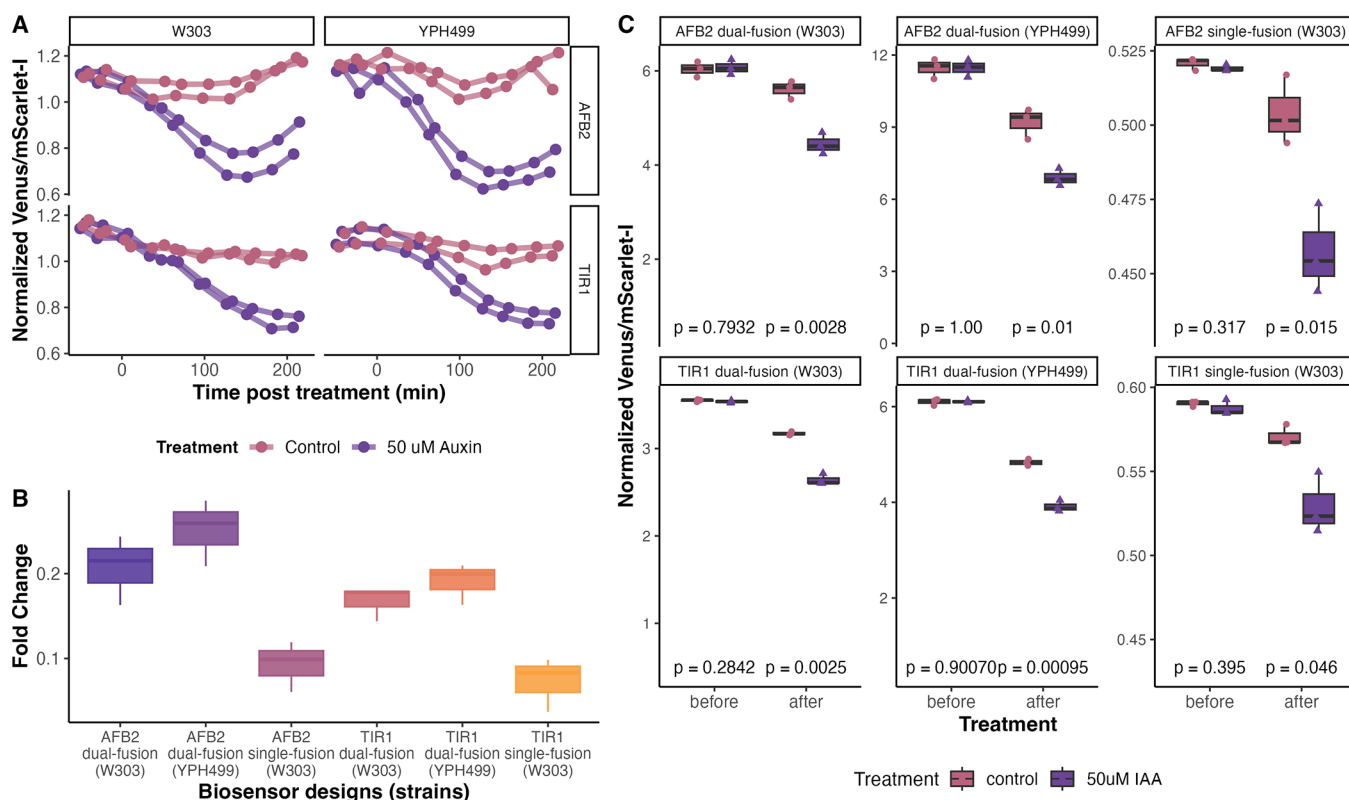 A
W303
YPH499
Normalized Venus/mScarlet-I
1.2
1.0
0.8
0.6
AFB2
1.2
1.0
0.8
0.6
TIR1
0
100
200
0
100
200
Time post treatment (min)
Treatment
Control
50 uM Auxin
B
Fold Change
0.2
0.1
AFB2
dual-fusion
(W303)
AFB2
dual-fusion
(YPH499)
AFB2
single-fusion
(W303)
TIR1
dual-fusion
(W303)
TIR1
dual-fusion
(YPH499)
TIR1
single-fusion
(W303)
Biosensor designs (strains)
C
Normalized Venus/mScarlet-I
AFB2 dual-fusion (W303)
6
4
2
p = 0.7932
p = 0.0028
AFB2 dual-fusion (YPH499)
12
9
6
3
0
p = 1.00
p = 0.01
AFB2 single-fusion (W303)
0.525
0.500
0.475
0.450
p = 0.317
p = 0.015
TIR1 dual-fusion (W303)
3
2
1
p = 0.2842
p = 0.0025
before
after
TIR1 dual-fusion (YPH499)
6
4
2
p = 0.90070
p = 0.00095
before
after
TIR1 single-fusion (W303)
0.60
0.55
0.50
0.45
p = 0.395
p = 0.046
before
after
Treatment
Treatment
control
50uM IAA